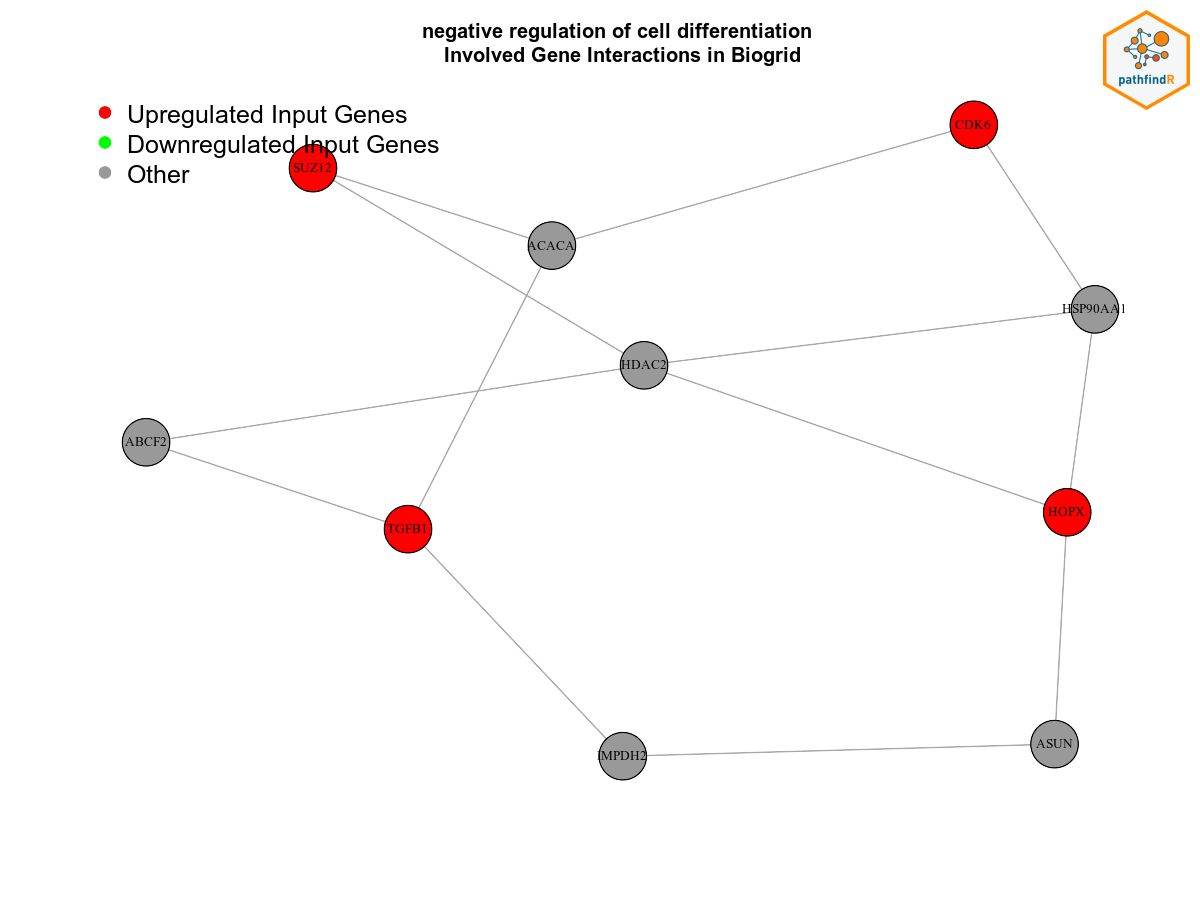 negative regulation of cell differentiation
Involved Gene Interactions in Biogrid
pathfindR
Upregulated Input Genes
Downregulated Input Genes
Other
CDK6
SUZ12
ACACA
HSP90AA1
HDAC2
ABCF2
HOPX
TGFB1
ASUN
IMPDH2